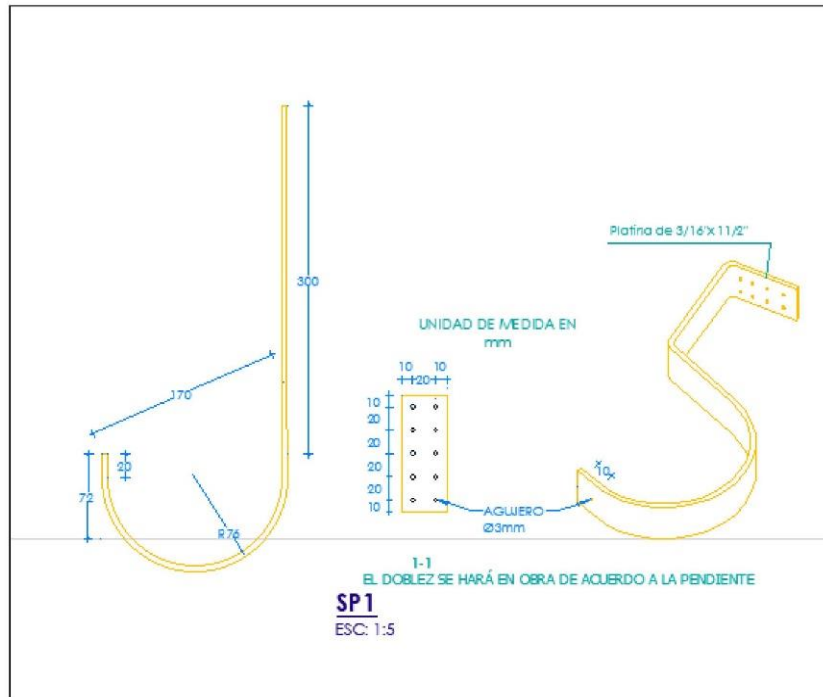 300
Platina de 3/16"x 11/2"
UNIDAD DE MEDIDA EN
mm
170
10 10
20
10
20
20
20
20
10
20
72
R76
10
AGUJERO
Ø3mm
1-1
EL DOBLEZ SE HARÁ EN OBRA DE ACUERDO A LA PENDIENTE
SP1
ESC: 1:5